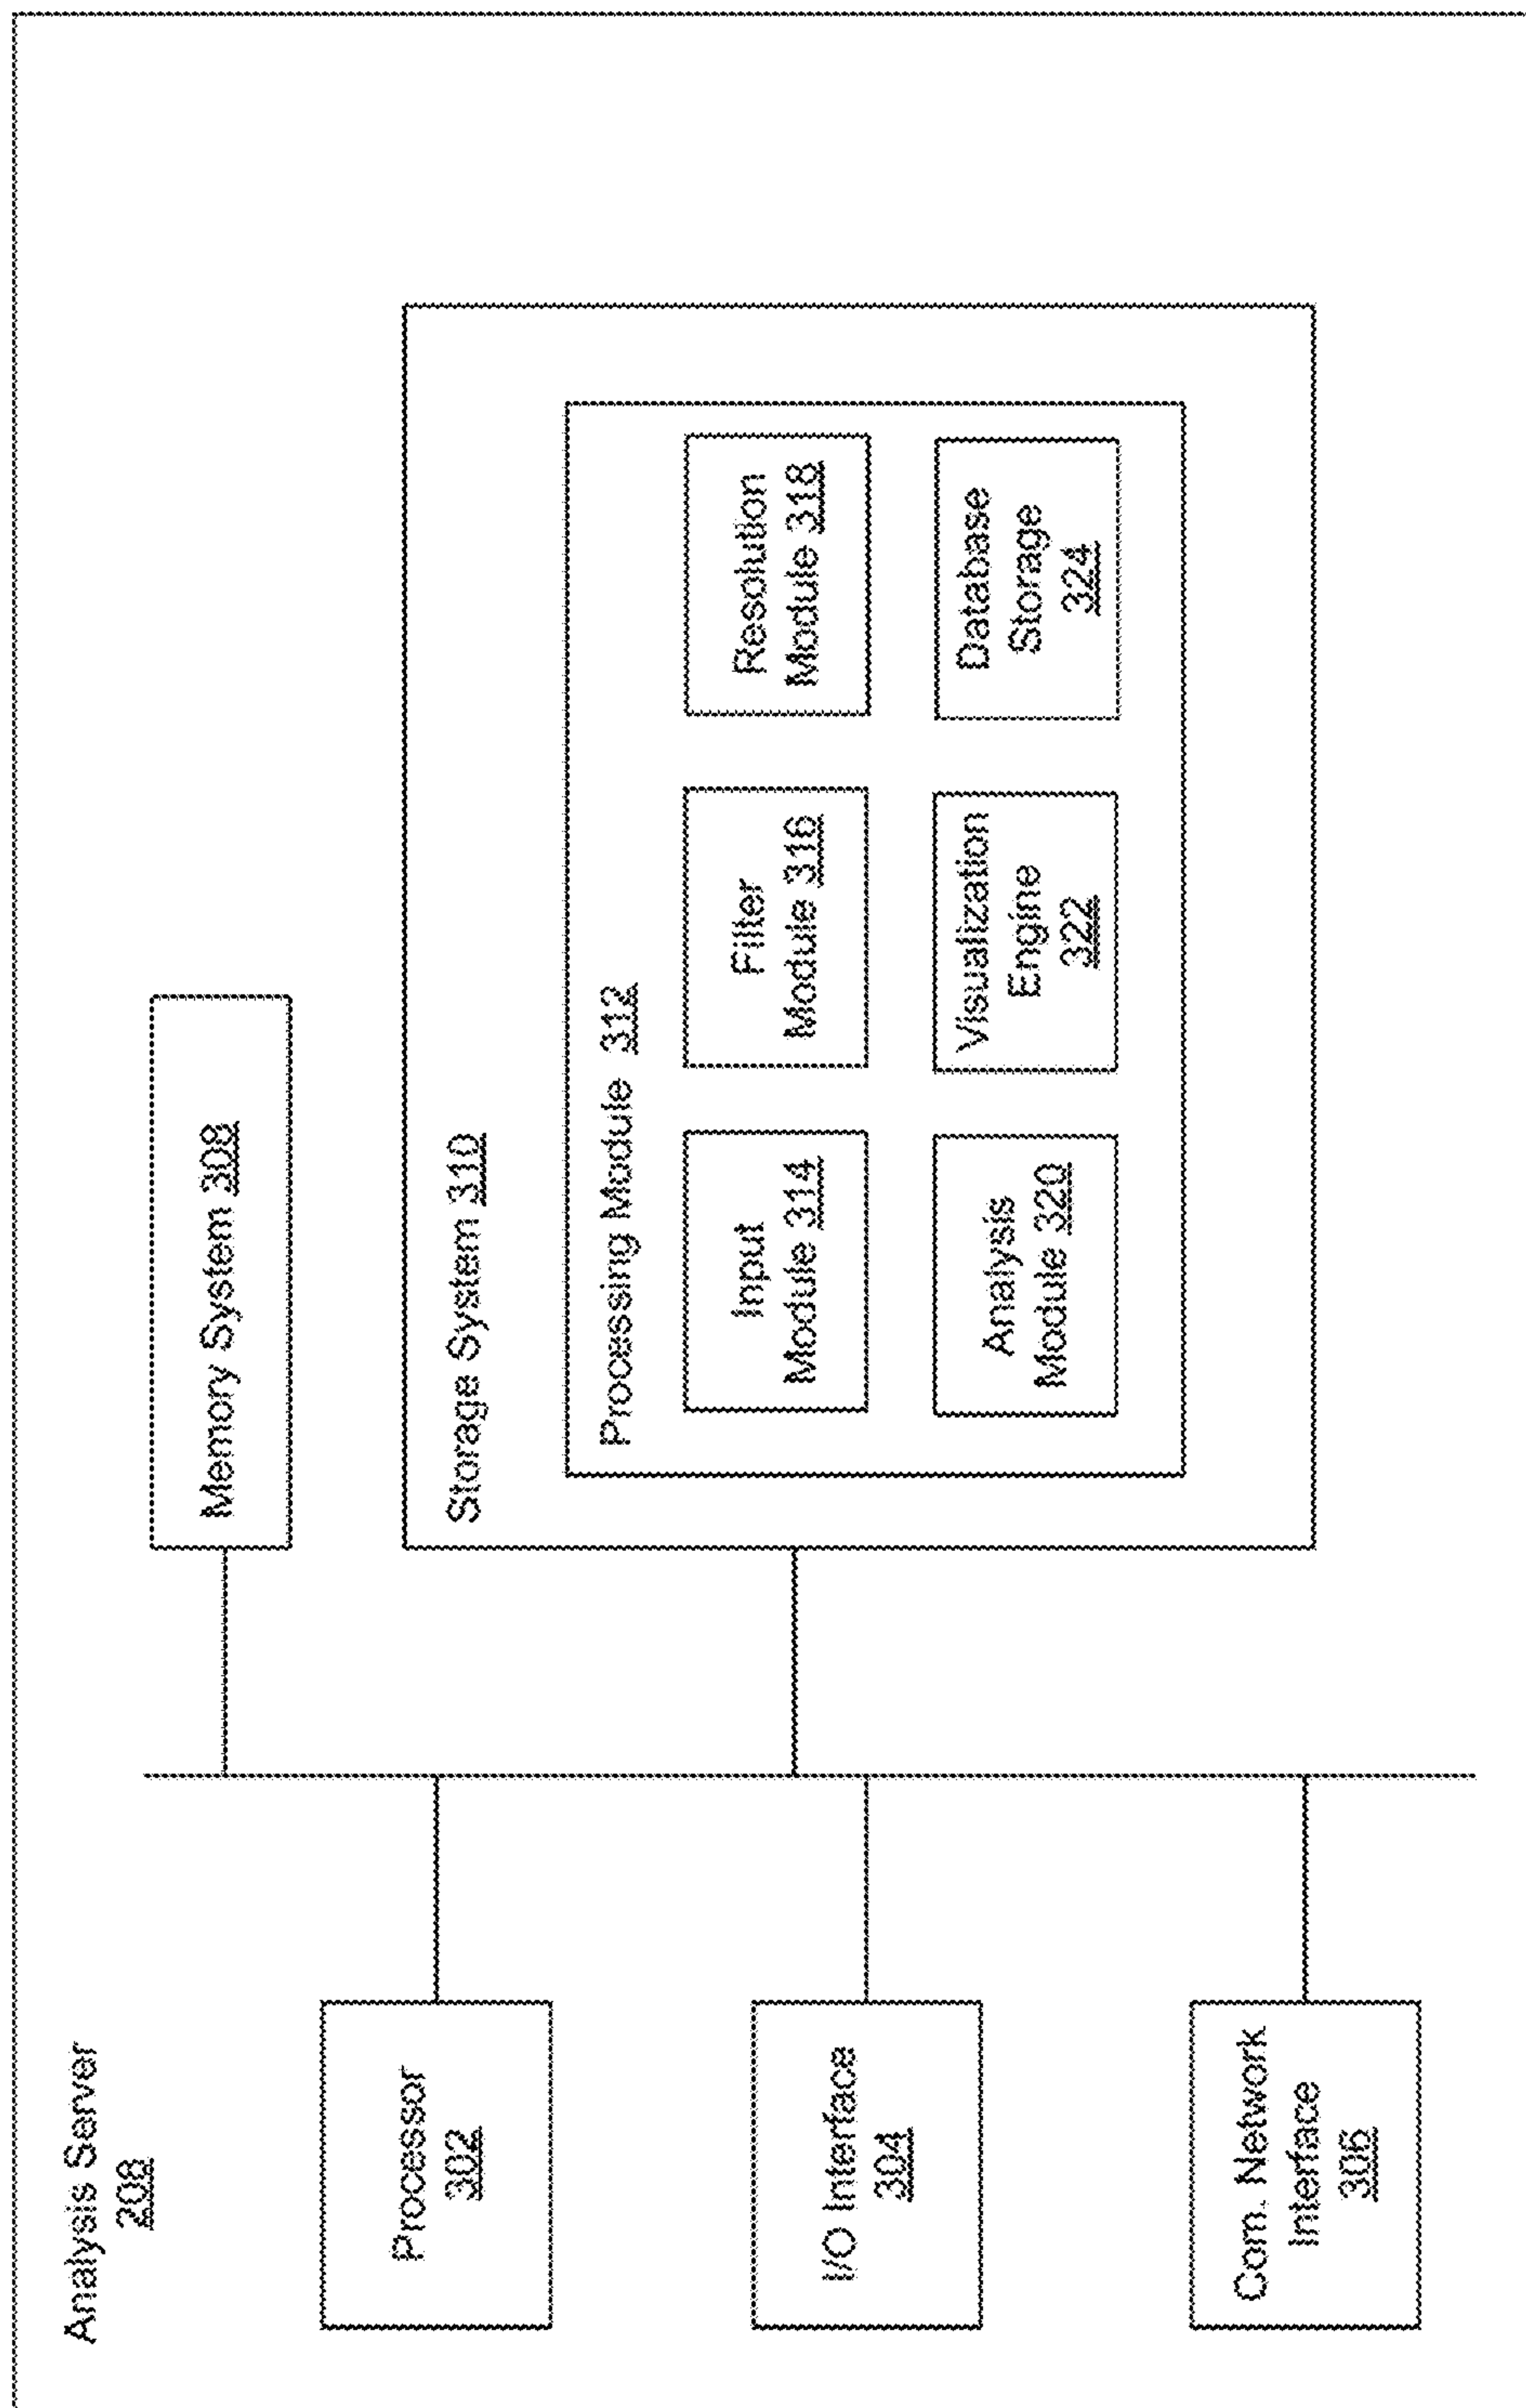 Analysis Server
208
Processor
302
I/O Interface
304
Com. Network
Interface
306
Memory System 308
Storage System 310
Processing Module 312
Input
Module 314
Filter
Module 316
Resolution
Module 318
Analysis
Module 320
Visualization
Engine
322
Database
Storage
324